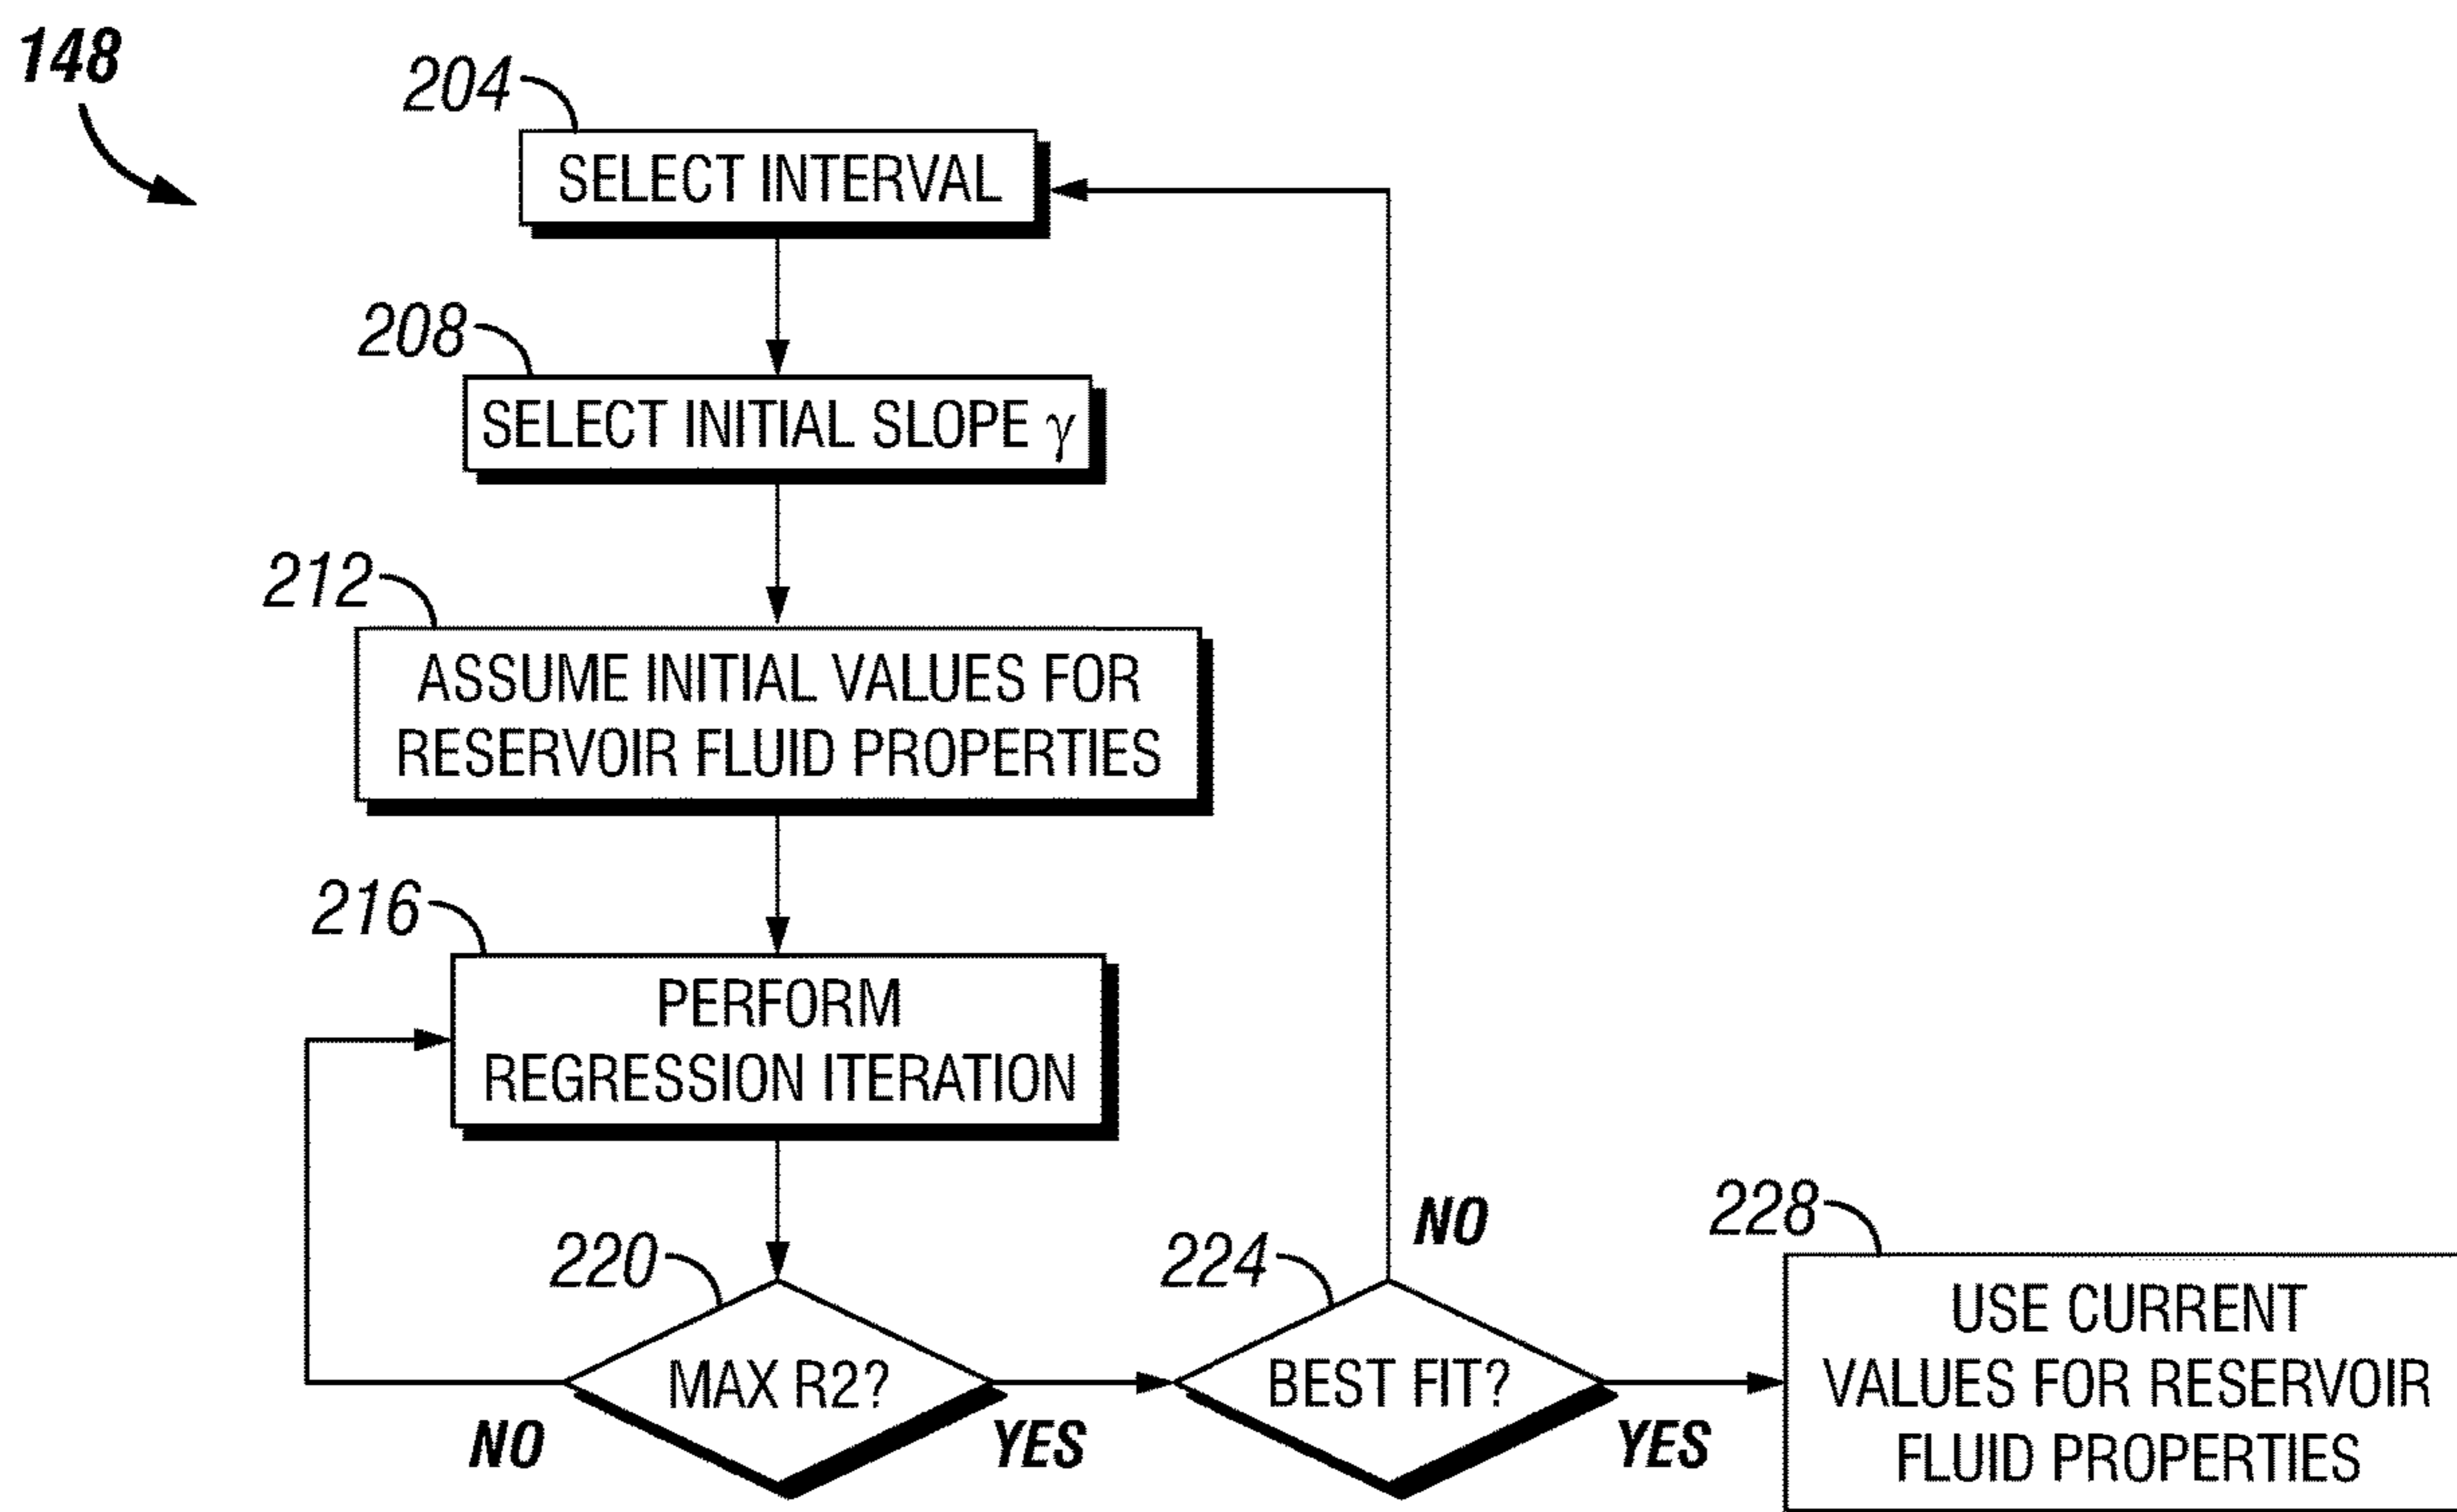 148
204
SELECT INTERVAL
208
SELECT INITIAL SLOPE γ
212
ASSUME INITIAL VALUES FOR
RESERVOIR FLUID PROPERTIES
216
PERFORM
REGRESSION ITERATION
220
MAX R2?
NO
YES
224
BEST FIT?
NO
YES
228
USE CURRENT
VALUES FOR RESERVOIR
FLUID PROPERTIES